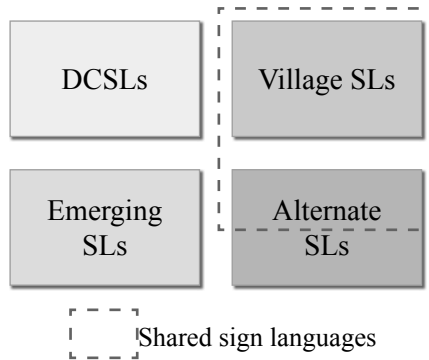 DCSLs
Village SLs
Emerging
SLs
Alternate
SLs
Shared sign languages